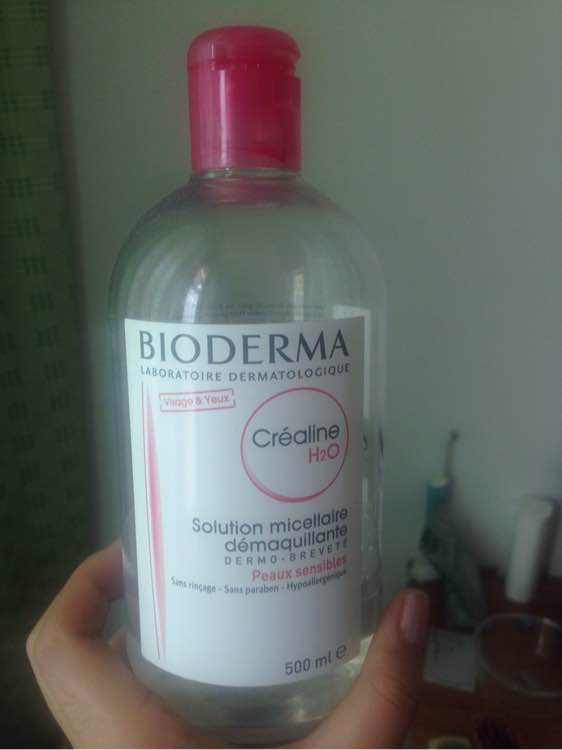 BIODERMA
LABORATOIRE DERMATOLOGIQUE
Visage & Yeux
Créaline
H2O
Solution micellaire
démaquillante
DERMO-BREVETÉ
Peaux sensibles
Sans rinçage - Sans paraben - Hypoallergénique
500 ml e